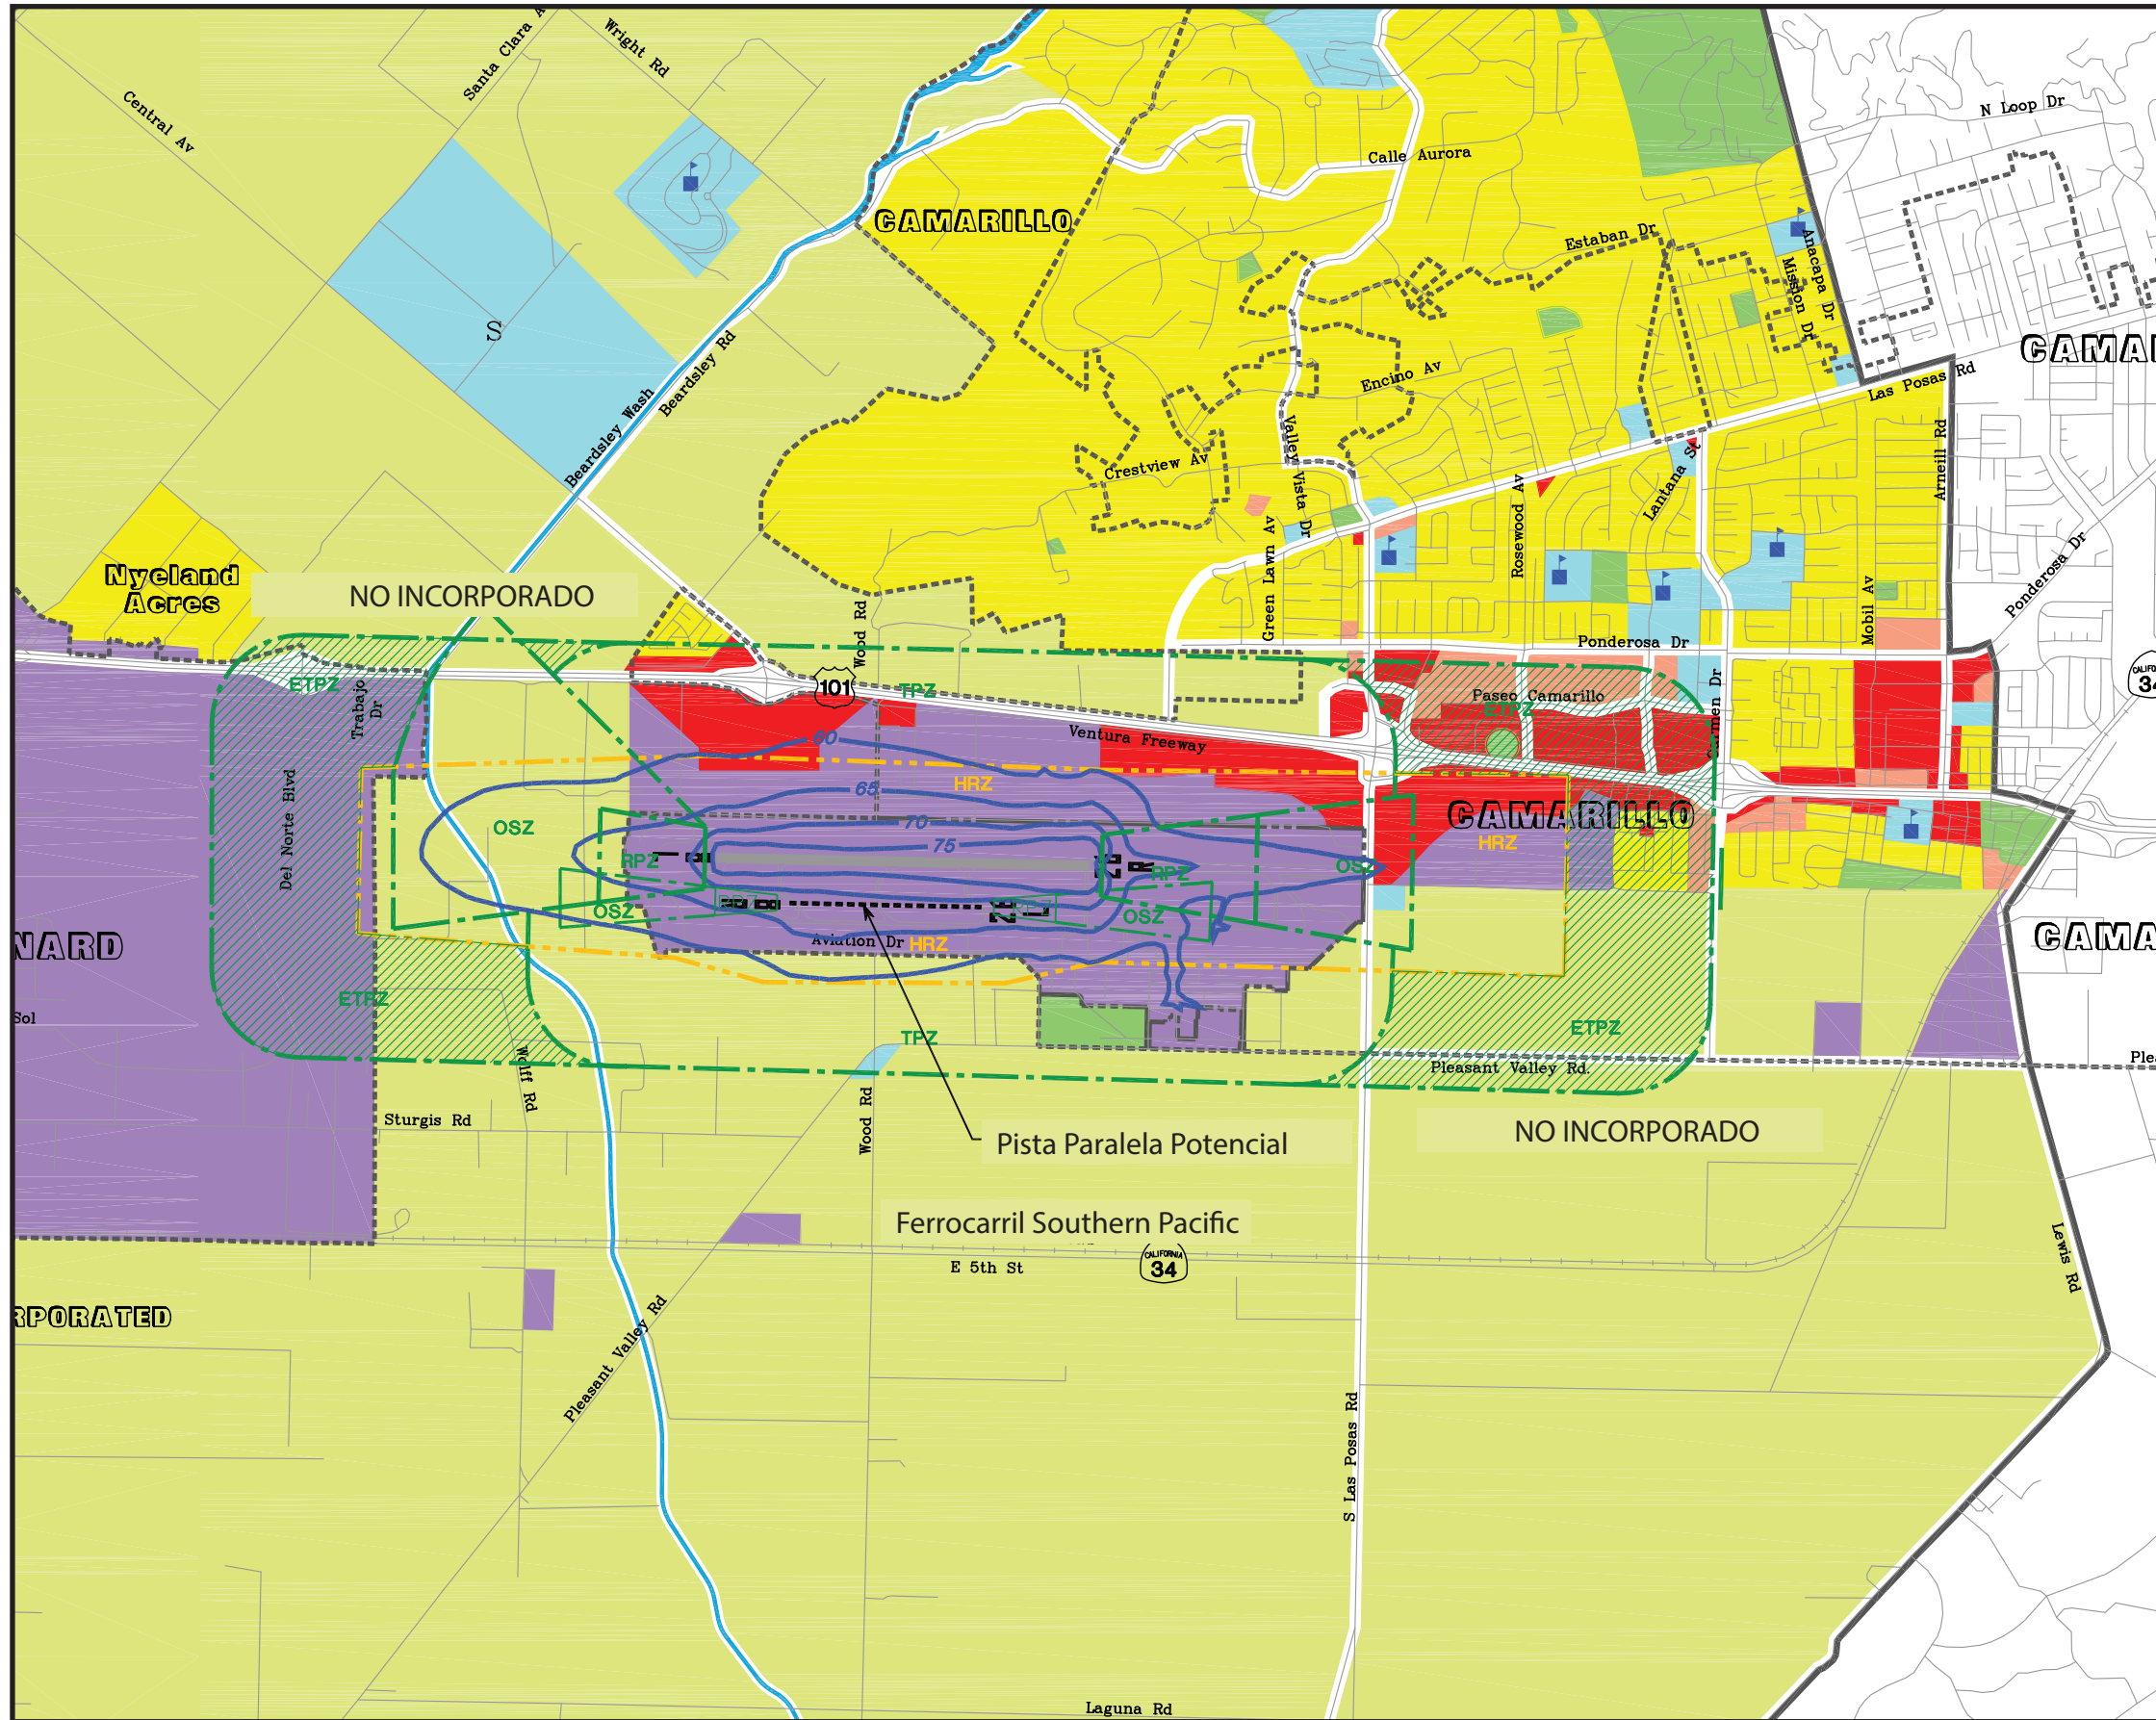 Santa Clara A
Wright Rd
Central Av
N Loop Dr
Calle Aurora
CAMARILLO
Estaban Dr
Anacapa Dr
Mission Dr
S
CAMA
Beardsley Wash
Beardsley Rd
Encino Av
Las Posas Rd
Crestview Av
Valley Vista Dr
Green Lawn Av
Rosewood Av
Lantana St
Arneill Rd
Ponderosa Dr
Mobil Av
Nyeland
Acres
NO INCORPORADO
Wood Rd
Ponderosa Dr
CALIFO
34
ETPZ
Trabajo
Dr
101
TPZ
Paseo Camarillo
ETPZ
Carmen Dr
Ventura Freeway
60
HRZ
65
Del Norte Blvd
OSZ
70
CAMARILLO
HRZ
75
RPZ
RPZ
OSZ
OSZ
OSZ
Aviation Dr
HRZ
NARD
CAMA
ETPZ
Sol
TPZ
ETPZ
Wolff Rd
Pleasant Valley Rd.
Plea
Sturgis Rd
Wood Rd
Pista Paralela Potencial
NO INCORPORADO
Ferrocarril Southern Pacific
E 5th St
CALIFORNIA
34
Lewis Rd
RPORATED
Pleasant Valley Rd
S Las Posas Rd
Laguna Rd